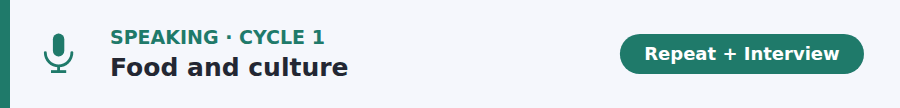 SPEAKING · CYCLE 1
Food and culture
Repeat + Interview